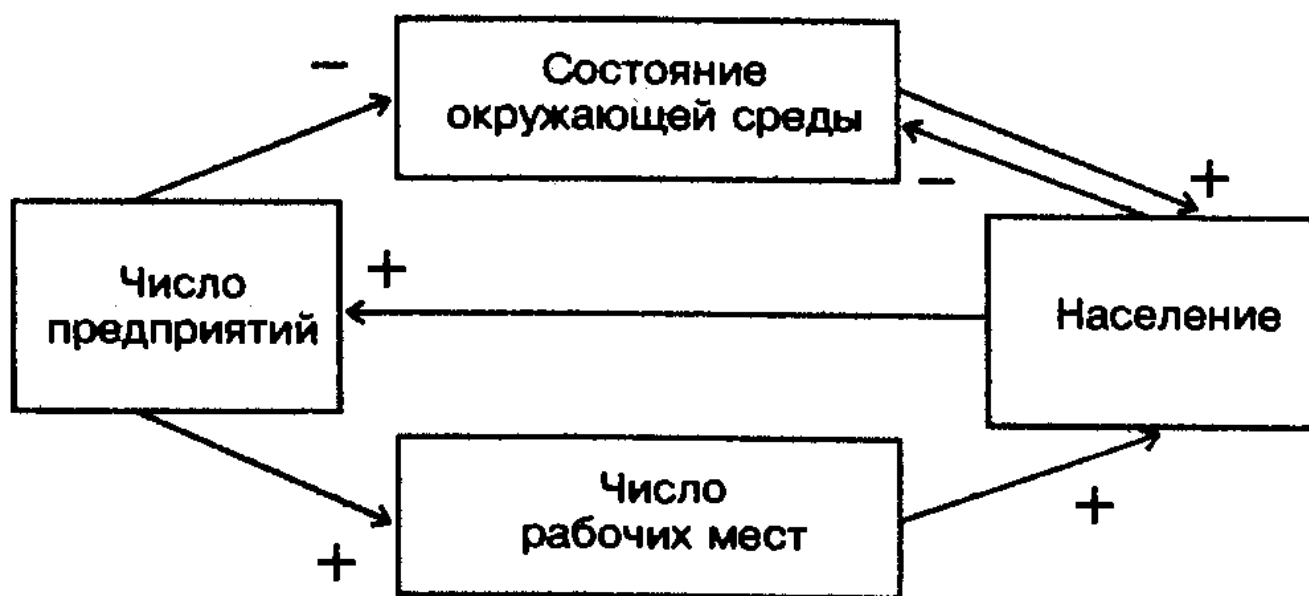 Состояние
окружающей среды
−
+
−
Число
предприятий
+
Население
Число
рабочих мест
+
+